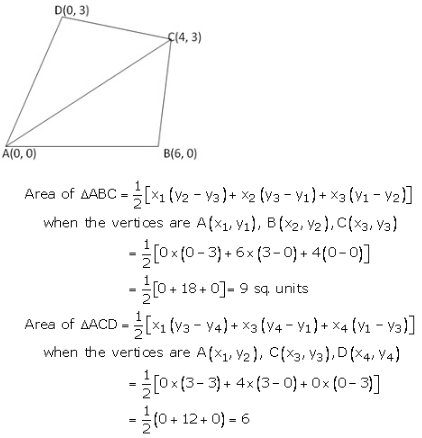 D(0, 3)
C(4, 3)
A(0, 0)
B(6, 0)
Area of ΔABC = 1/2[x₁(y₂ − y₃) + x₂(y₃ − y₁) + x₃(y₁ − y₂)]
when the vertices are A(x₁, y₁), B(x₂, y₂), C(x₃, y₃)
= 1/2[0 × (0 − 3) + 6 × (3 − 0) + 4(0 − 0)]
= 1/2[0 + 18 + 0] = 9 sq. units
Area of ΔACD = 1/2[x₁(y₃ − y₄) + x₃(y₄ − y₁) + x₄(y₁ − y₃)]
when the vertices are A(x₁, y₂), C(x₃, y₃), D(x₄, y₄)
= 1/2[0 × (3 − 3) + 4 × (3 − 0) + 0 × (0 − 3)]
= 1/2(0 + 12 + 0) = 6